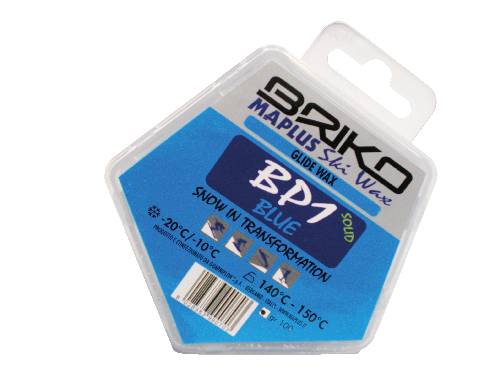 BRIKO
MAPLUS Ski Wax
GLIDE WAX
BP1
SOLID
BLUE
SNOW IN TRANSFORMATION
-20°C/-10°C
140°C - 150°C